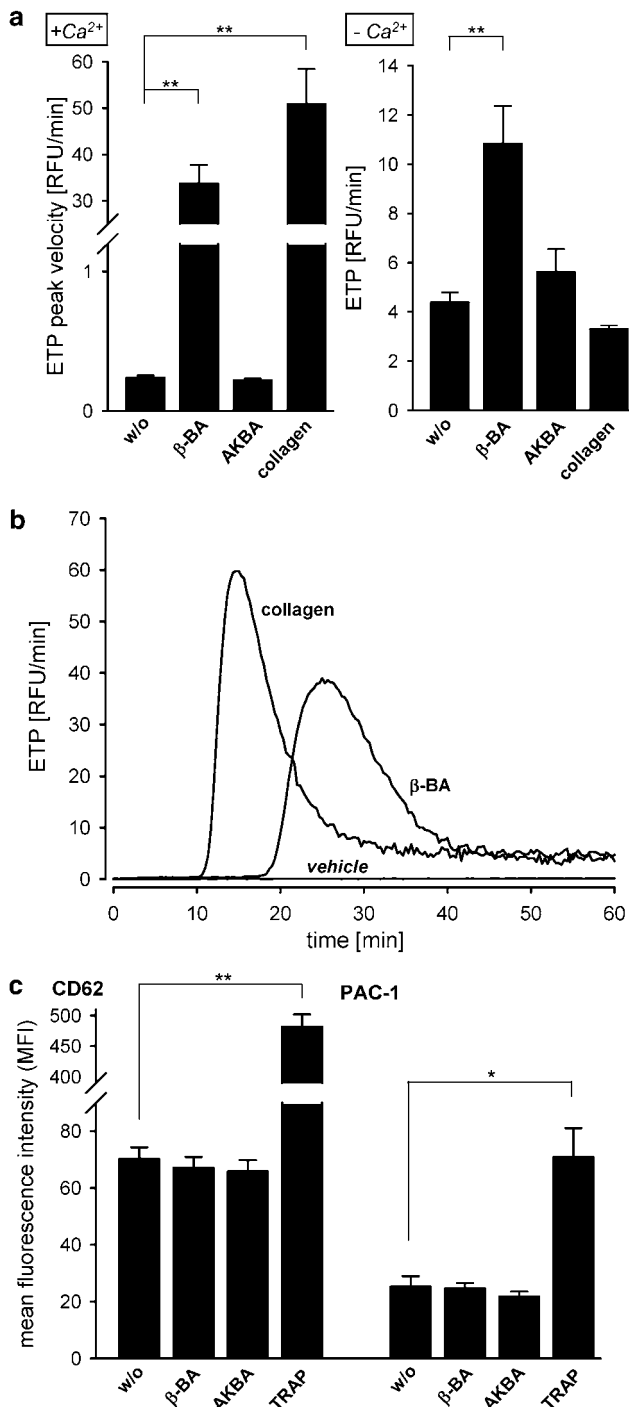 a
+Ca²⁺
- Ca²⁺
**
**
**
ETP peak velocity [RFU/min]
60
50
40
30
1
0
w/o
β-BA
AKBA
collagen
ETP [RFU/min]
14
12
10
8
6
4
2
0
w/o
β-BA
AKBA
collagen
b
ETP [RFU/min]
70
60
50
40
30
20
10
0
collagen
β-BA
vehicle
0
10
20
30
40
50
60
time [min]
c
CD62
PAC-1
**
*
mean fluorescence intensity (MFI)
500
450
400
80
60
40
20
0
w/o
β-BA
AKBA
TRAP
w/o
β-BA
AKBA
TRAP